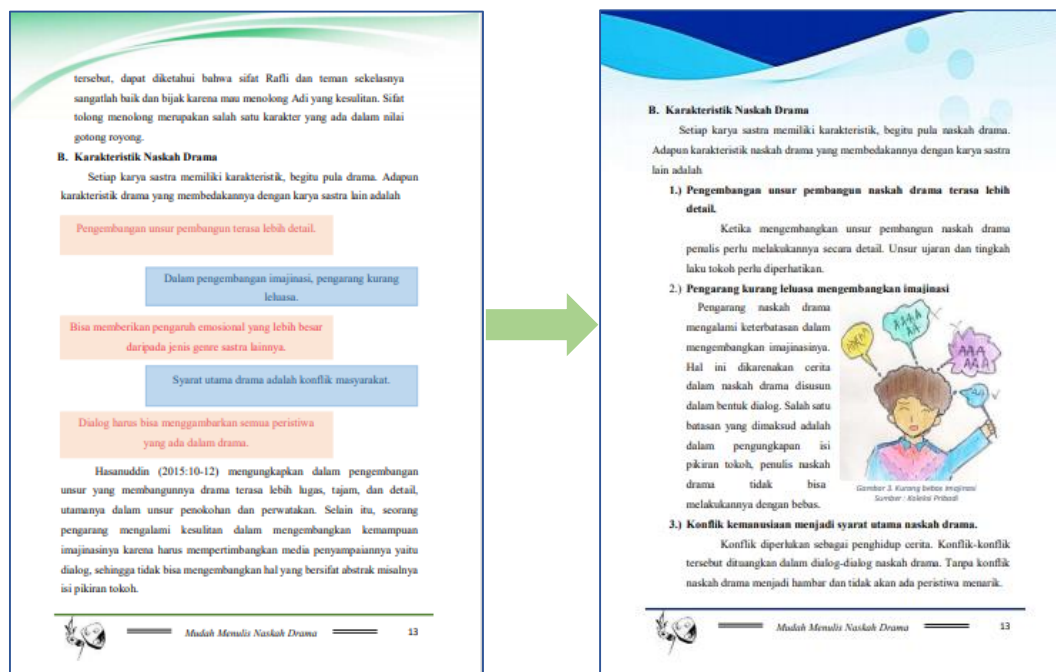 tersebut, dapat diketahui bahwa sifat Rafli dan teman sekelasnya
sangatlah baik dan bijak karena mau menolong Adi yang kesulitan. Sifat
tolong menolong merupakan salah satu karakter yang ada dalam nilai
gotong royong.
B. Karakteristik Naskah Drama
Setiap karya sastra memiliki karakteristik, begitu pula drama. Adapun
karakteristik drama yang membedakannya dengan karya sastra lain adalah
Pengembangan unsur pembangun terasa lebih detail.
Dalam pengembangan imajinasi, pengarang kurang
leluasa.
Bisa memberikan pengaruh emosional yang lebih besar
daripada jenis genre sastra lainnya.
Syarat utama drama adalah konflik masyarakat.
Dialog harus bisa menggambarkan semua peristiwa
yang ada dalam drama.
Hasanuddin (2015:10-12) mengungkapkan dalam pengembangan
unsur yang membangunnya drama terasa lebih lugas, tajam, dan detail,
utamanya dalam unsur penokohan dan perwatakan. Selain itu, seorang
pengarang mengalami kesulitan dalam mengembangkan kemampuan
imajinasinya karena harus mempertimbangkan media penyampaiannya yaitu
dialog, sehingga tidak bisa mengembangkan hal yang bersifat abstrak misalnya
isi pikiran tokoh.
Mudah Menulis Naskah Drama 13
B. Karakteristik Naskah Drama
Setiap karya sastra memiliki karakteristik, begitu pula naskah drama.
Adapun karakteristik naskah drama yang membedakannya dengan karya sastra
lain adalah
1.) Pengembangan unsur pembangun naskah drama terasa lebih
detail.
Ketika mengembangkan unsur pembangun naskah drama
penulis perlu melakukannya secara detail. Unsur ujaran dan tingkah
laku tokoh perlu diperhatikan.
2.) Pengarang kurang leluasa mengembangkan imajinasi
Pengarang naskah drama
mengalami keterbatasan dalam
mengembangkan imajinasinya.
Hal ini dikarenakan cerita
dalam naskah drama disusun
dalam bentuk dialog. Salah satu
batasan yang dimaksud adalah
dalam pengungkapan isi
pikiran tokoh, penulis naskah
drama tidak bisa
melakukannya dengan bebas.
AAAA
AA
AAA
AAA
Gambar 3. Kurang bebas imajinasi
Sumber : Koleksi Pribadi
3.) Konflik kemanusiaan menjadi syarat utama naskah drama.
Konflik diperlukan sebagai penghidup cerita. Konflik-konflik
tersebut dituangkan dalam dialog-dialog naskah drama. Tanpa konflik
naskah drama menjadi hambar dan tidak akan ada peristiwa menarik.
Mudah Menulis Naskah Drama 13